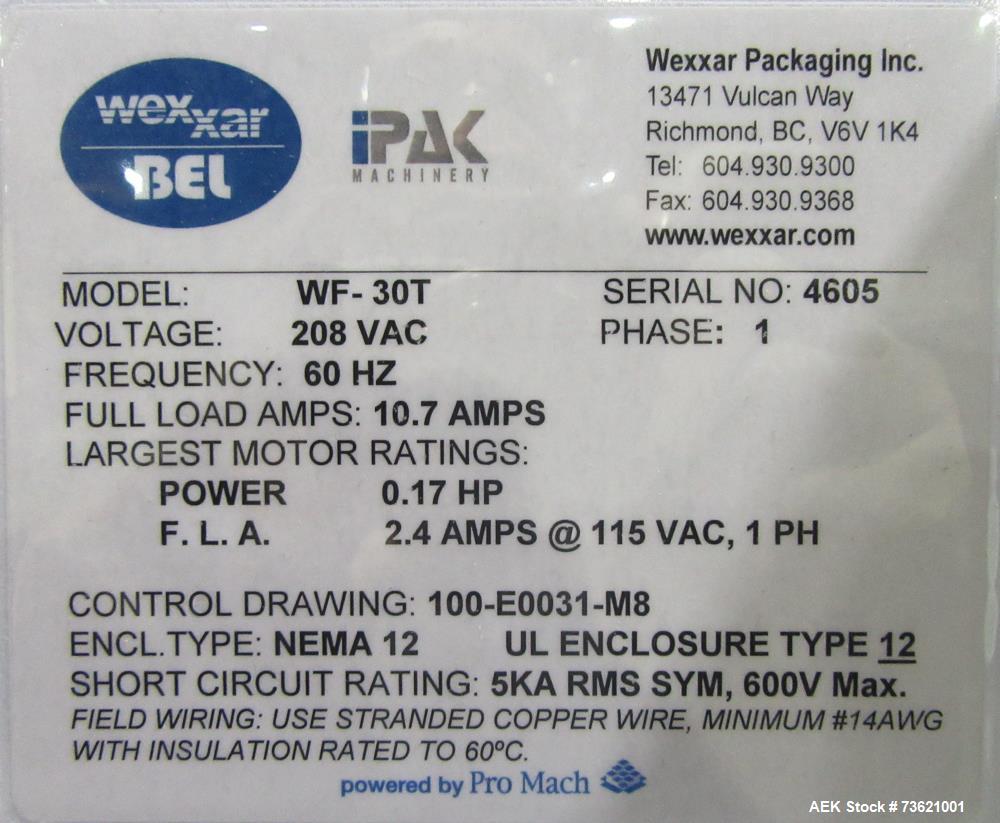 wexxar
BEL
iPAK
MACHINERY
Wexxar Packaging Inc.
13471 Vulcan Way
Richmond, BC, V6V 1K4
Tel: 604.930.9300
Fax: 604.930.9368
www.wexxar.com
MODEL: WF- 30T SERIAL NO: 4605
VOLTAGE: 208 VAC PHASE: 1
FREQUENCY: 60 HZ
FULL LOAD AMPS: 10.7 AMPS
LARGEST MOTOR RATINGS:
POWER 0.17 HP
F. L. A. 2.4 AMPS @ 115 VAC, 1 PH
CONTROL DRAWING: 100-E0031-M8
ENCL.TYPE: NEMA 12 UL ENCLOSURE TYPE 12
SHORT CIRCUIT RATING: 5KA RMS SYM, 600V Max.
FIELD WIRING: USE STRANDED COPPER WIRE, MINIMUM #14AWG
WITH INSULATION RATED TO 60ºC.
powered by Pro Mach
AEK Stock # 73621001